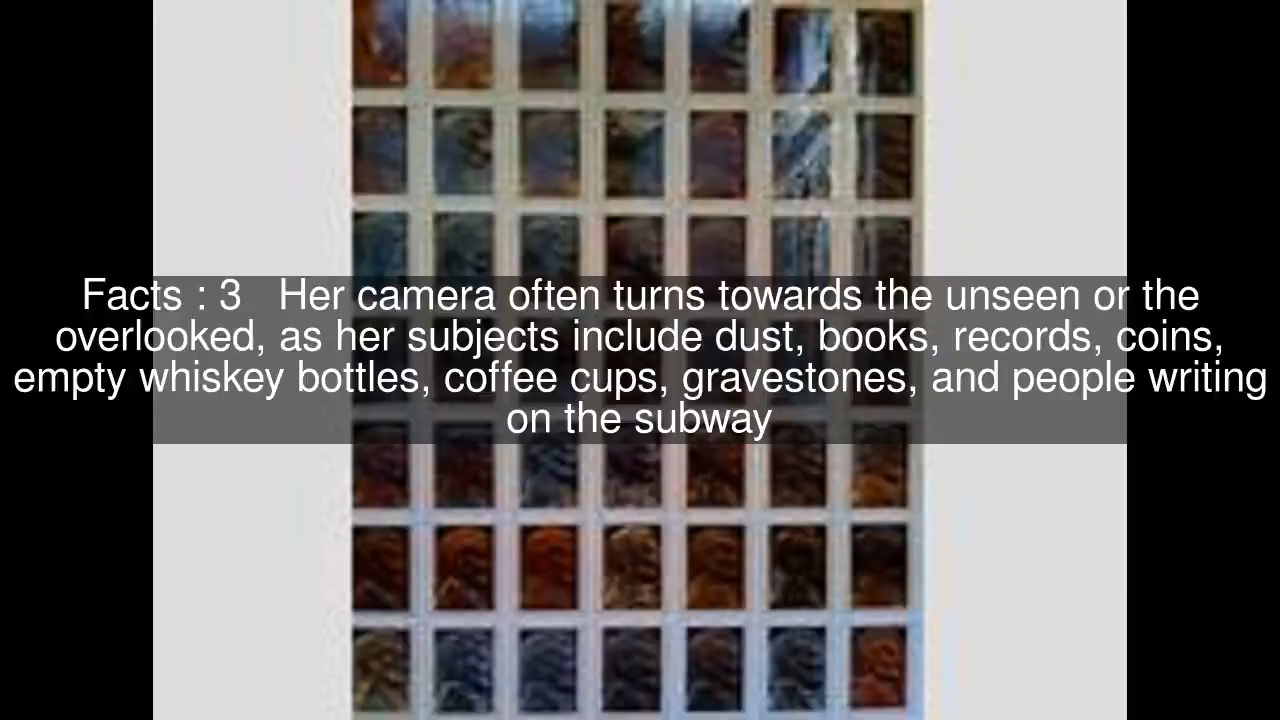 Facts : 3 Her camera often turns towards the unseen or the
overlooked, as her subjects include dust, books, records, coins,
empty whiskey bottles, coffee cups, gravestones, and people writing
on the subway